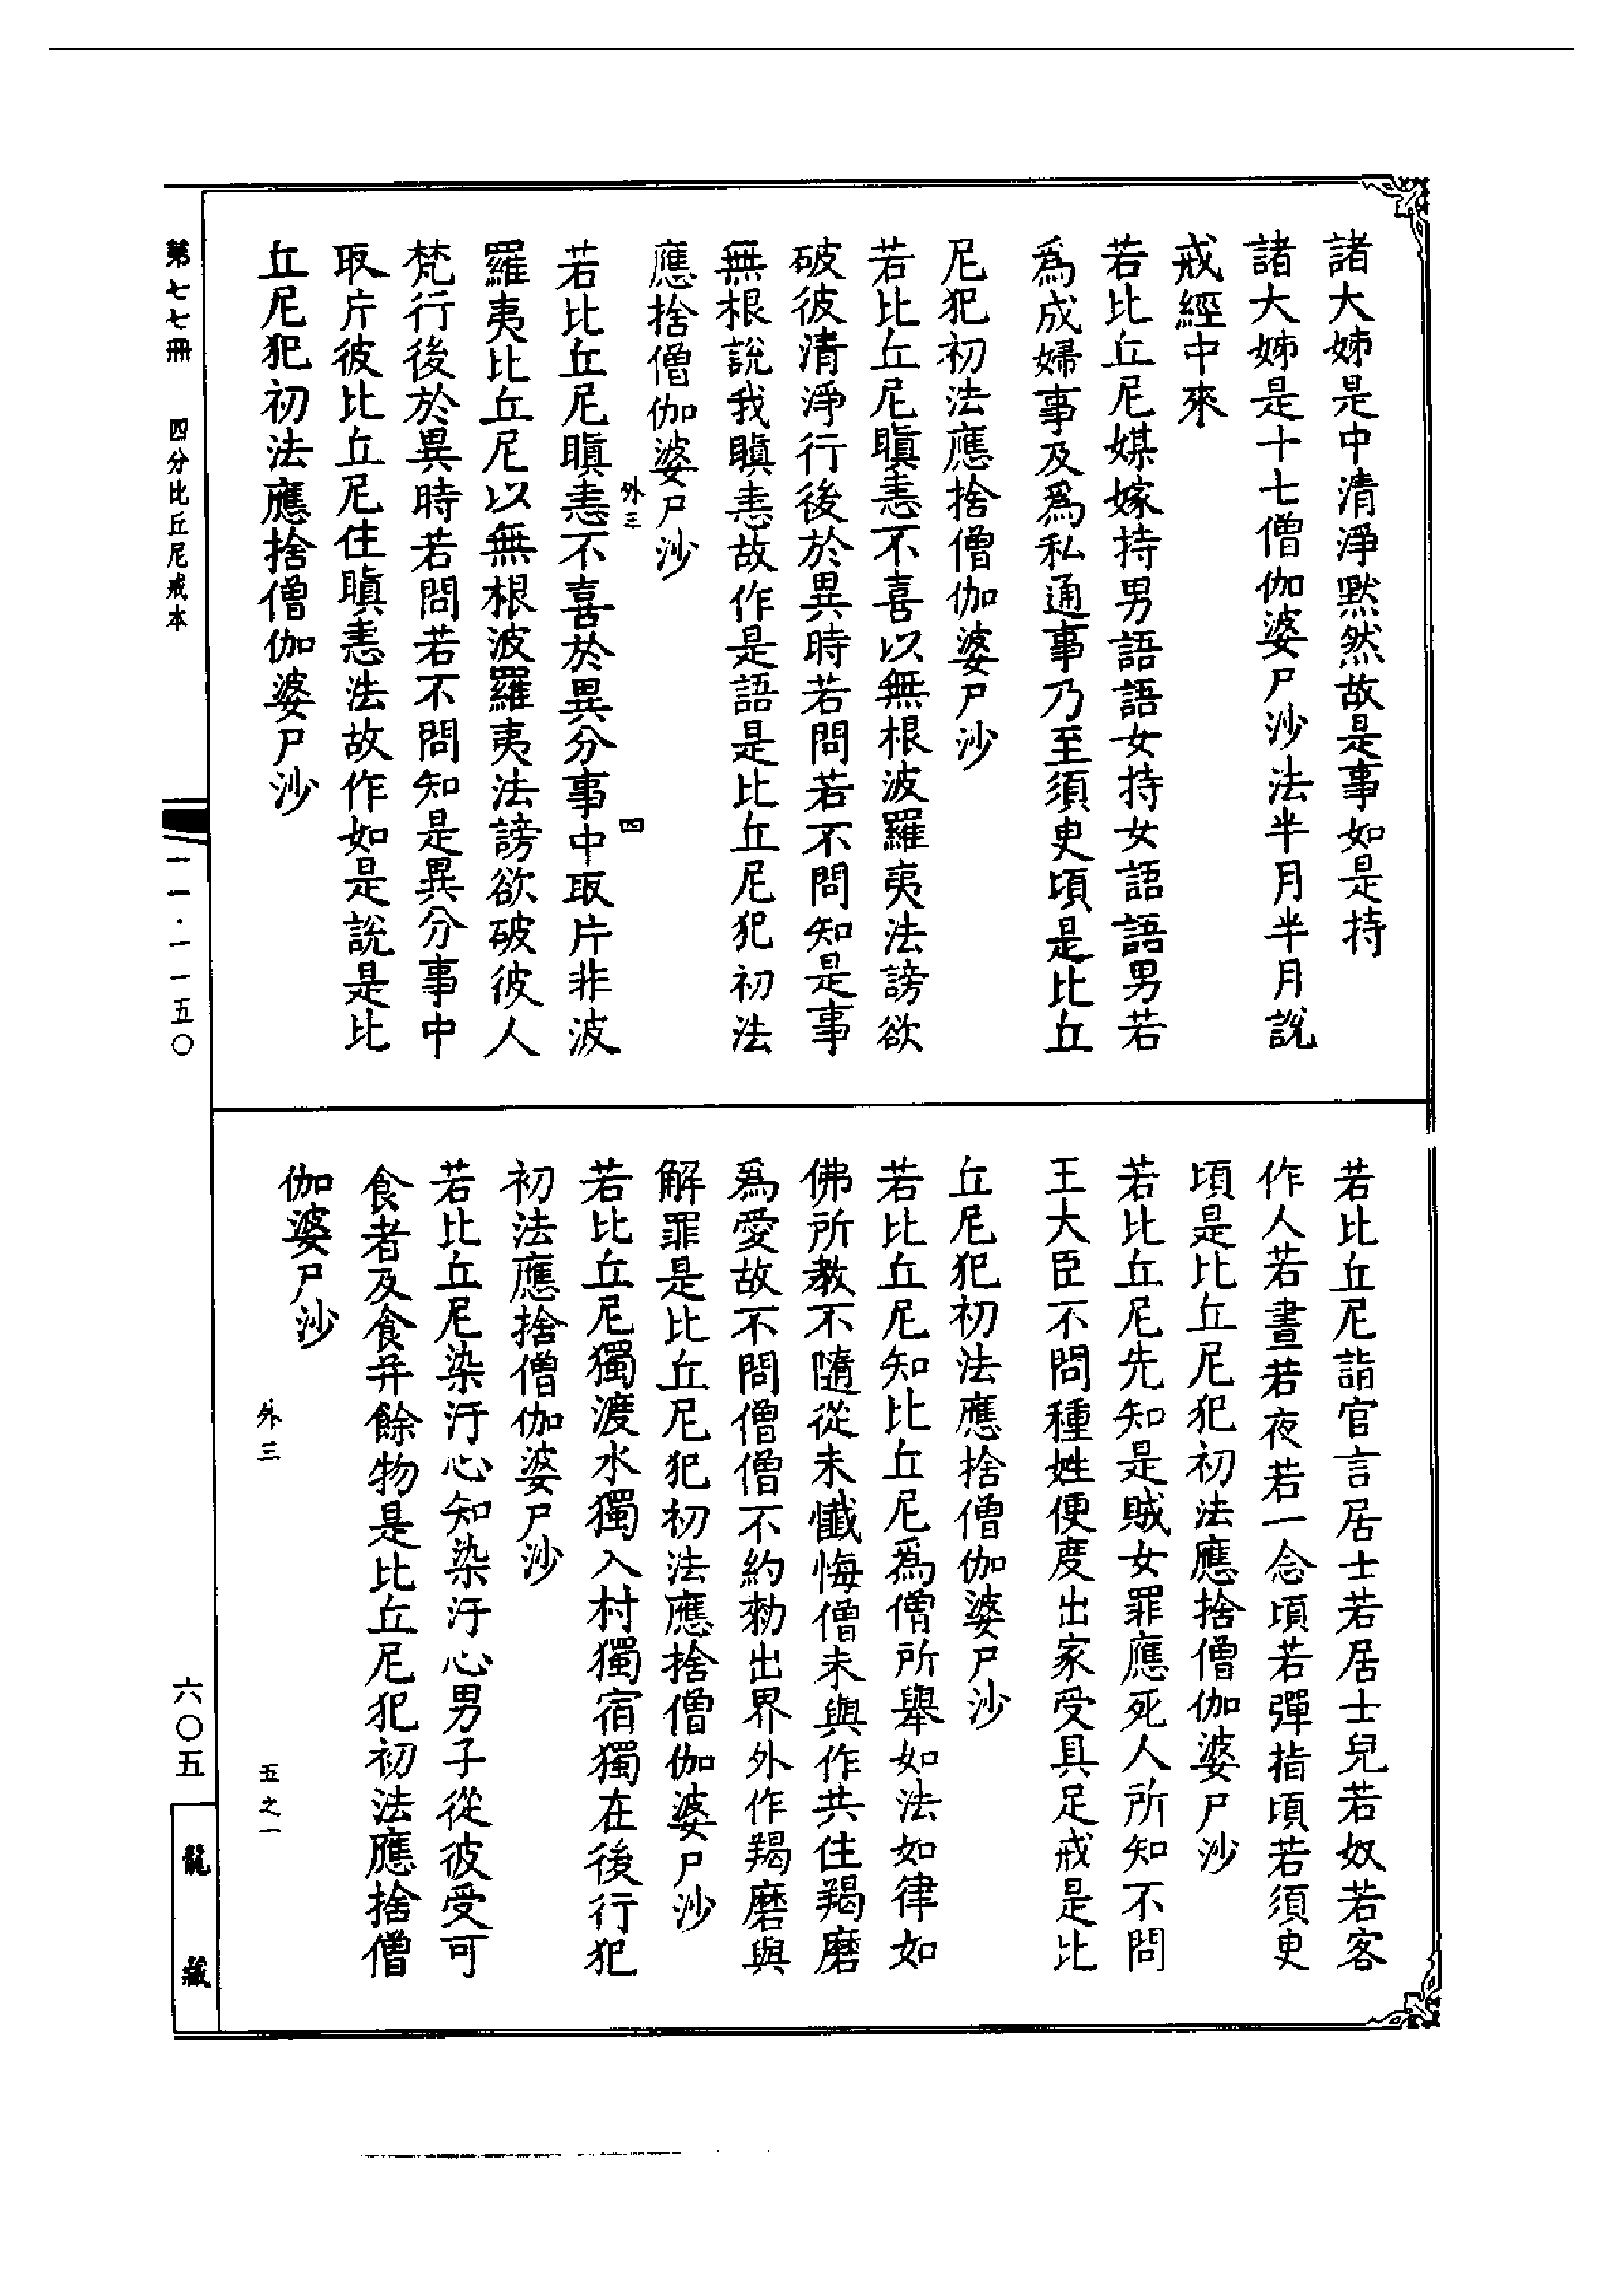 諸大姊是中清淨默然故是事如是持
諸大姊是十七僧伽婆尸沙法半月半月說
戒經中來
若比丘尼媒嫁持男語語女持女語語男若
爲成婦事及爲私通事乃至須臾頃是比丘
尼犯初法應捨僧伽婆尸沙
若比丘尼瞋恚不喜以無根波羅夷法謗欲
破彼清淨行後於異時若問若不問知是事
無根說我瞋恚故作是語是比丘尼犯初法
應捨僧伽婆尸沙
外三 四
若比丘尼瞋恚不喜於異分事中取片非波
羅夷比丘尼以無根波羅夷法謗欲破彼人
梵行後於異時若問若不問知是異分事中
取片彼比丘尼住瞋恚法故作如是說是比
丘尼犯初法應捨僧伽婆尸沙
若比丘尼詣官言居士若居士兒若奴若客
作人若晝若夜若一念頃若彈指頃若須臾
頃是比丘尼犯初法應捨僧伽婆尸沙
若比丘尼先知是賊女罪應死人所知不問
王大臣不問種姓便度出家受具足戒是比
丘尼犯初法應捨僧伽婆尸沙
若比丘尼知比丘尼爲僧所舉如法如律如
佛所教不隨從未懺悔僧未與作共住羯磨
爲愛故不問僧僧不約勑出界外作羯磨與
解罪是比丘尼犯初法應捨僧伽婆尸沙
若比丘尼獨渡水獨入村獨宿獨在後行犯
初法應捨僧伽婆尸沙
若比丘尼染汙心知染汙心男子從彼受可
食者及食并餘物是比丘尼犯初法應捨僧
伽婆尸沙
外三 五之一
第七七冊 四分比丘尼戒本 一一·一一五〇
六〇五
龍藏